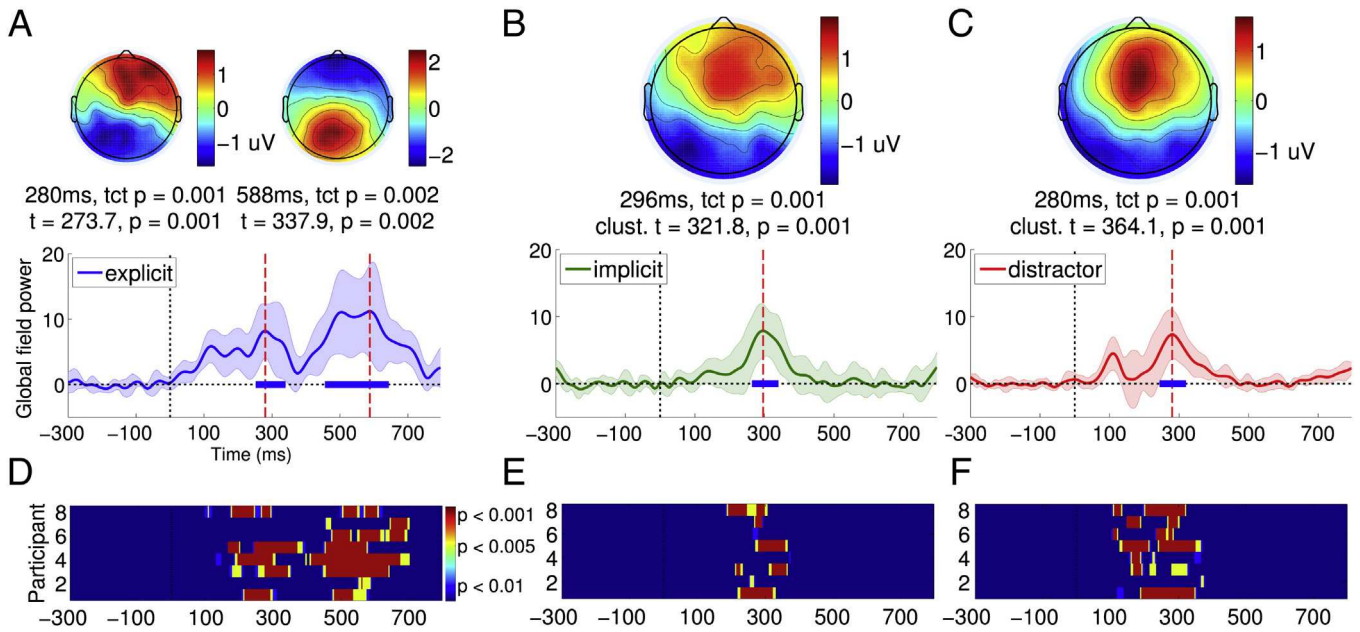 A
B
C
2
0
−2
1
0
−1 uV
1
0
−1 uV
1
0
−1 uV
280ms, tct p = 0.001
t = 273.7, p = 0.001
588ms, tct p = 0.002
t = 337.9, p = 0.002
296ms, tct p = 0.001
clust. t = 321.8, p = 0.001
280ms, tct p = 0.001
clust. t = 364.1, p = 0.001
Global field power
20
10
0
explicit
−300 −100 100 300 500 700
Time (ms)
20
10
0
implicit
−300 −100 100 300 500 700
20
10
0
distractor
−300 −100 100 300 500 700
D
Participant
8
6
4
2
p < 0.001
p < 0.005
p < 0.01
−300 −100 100 300 500 700
E
8
6
4
2
−300 −100 100 300 500 700
F
8
6
4
2
−300 −100 100 300 500 700